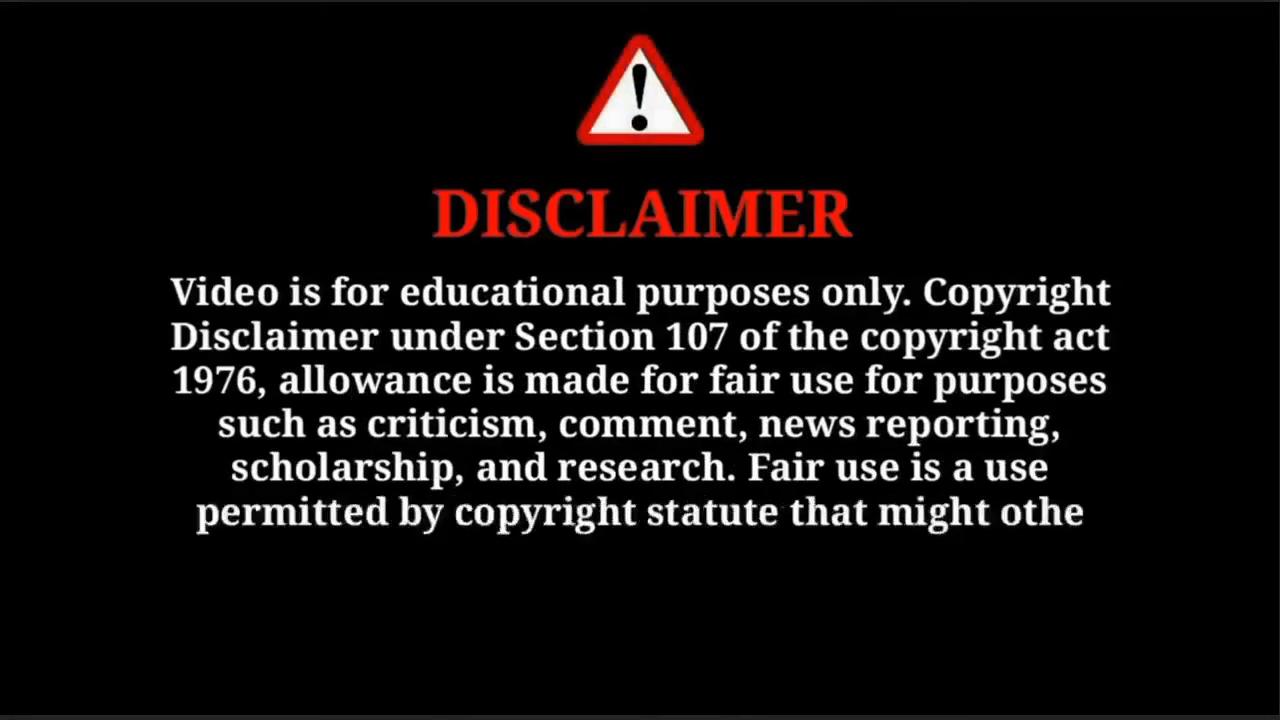 DISCLAIMER
Video is for educational purposes only. Copyright
Disclaimer under Section 107 of the copyright act
1976, allowance is made for fair use for purposes
such as criticism, comment, news reporting,
scholarship, and research. Fair use is a use
permitted by copyright statute that might othe